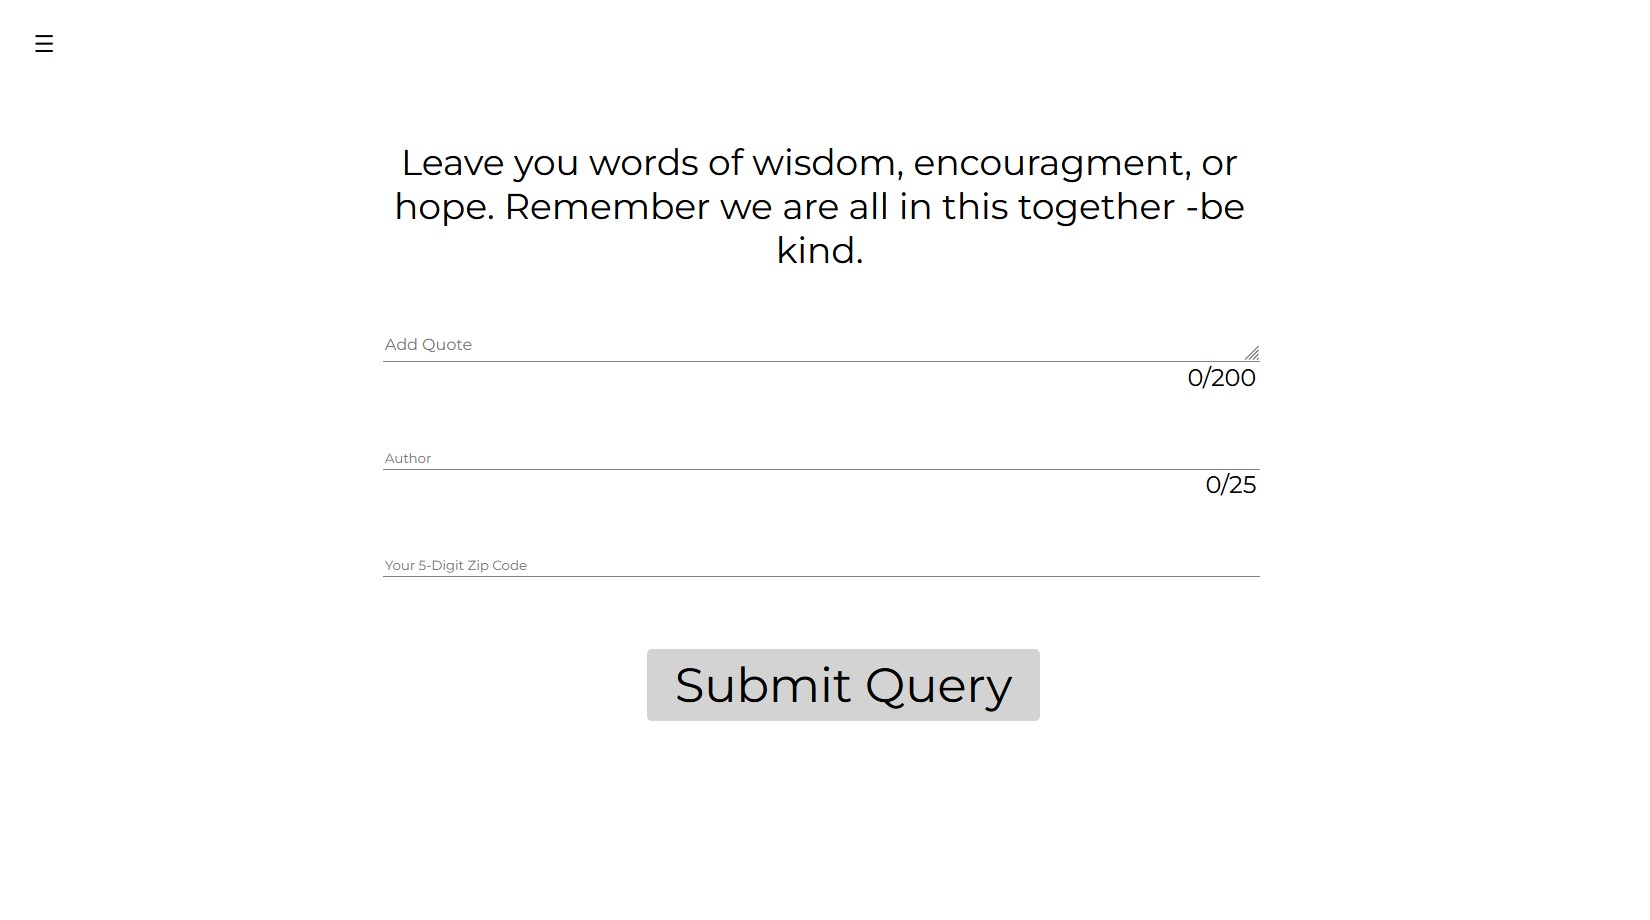 Leave you words of wisdom, encouragment, or
hope. Remember we are all in this together -be
kind.
Add Quote
0/200
Author
0/25
Your 5-Digit Zip Code
Submit Query